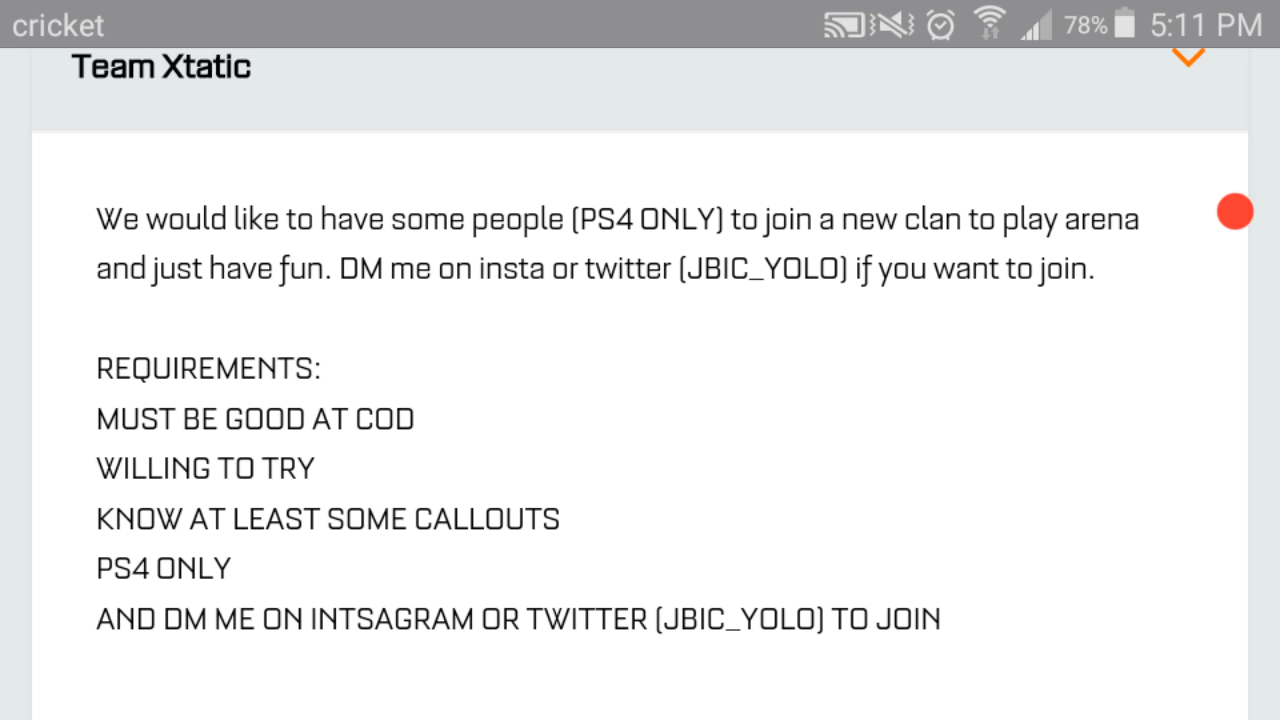 cricket 78% 5:11 PM
Team Xtatic
We would like to have some people (PS4 ONLY) to join a new clan to play arena
and just have fun. DM me on insta or twitter (JBIC_YOLO) if you want to join.
REQUIREMENTS:
MUST BE GOOD AT COD
WILLING TO TRY
KNOW AT LEAST SOME CALLOUTS
PS4 ONLY
AND DM ME ON INTSAGRAM OR TWITTER (JBIC_YOLO) TO JOIN